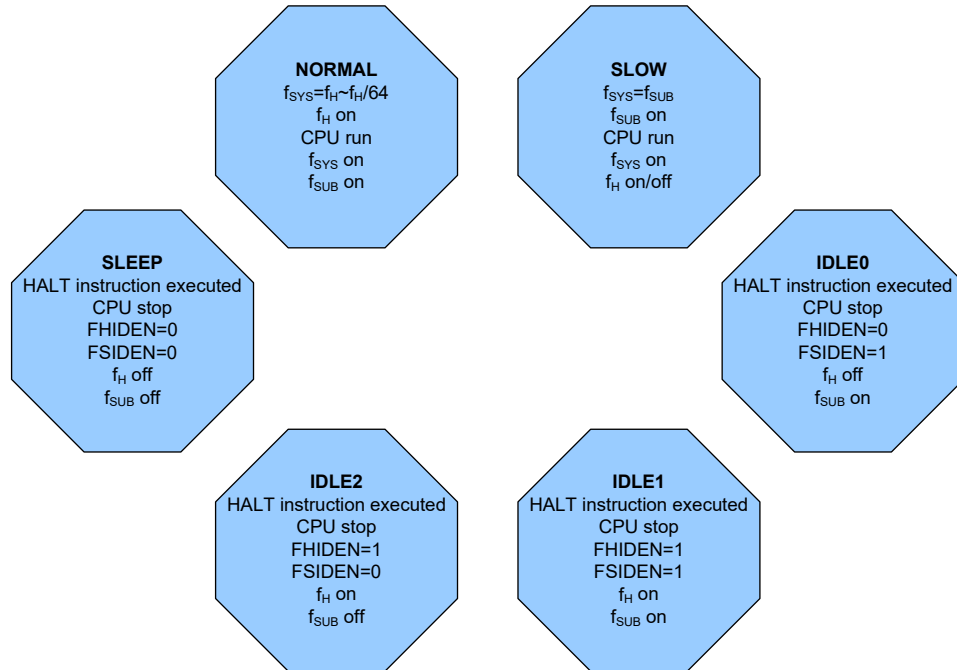 NORMAL
fSYS=fH~fH/64
fH on
CPU run
fSYS on
fSUB on
SLOW
fSYS=fSUB
fSUB on
CPU run
fSYS on
fH on/off
SLEEP
HALT instruction executed
CPU stop
FHIDEN=0
FSIDEN=0
fH off
fSUB off
IDLE0
HALT instruction executed
CPU stop
FHIDEN=0
FSIDEN=1
fH off
fSUB on
IDLE2
HALT instruction executed
CPU stop
FHIDEN=1
FSIDEN=0
fH on
fSUB off
IDLE1
HALT instruction executed
CPU stop
FHIDEN=1
FSIDEN=1
fH on
fSUB on